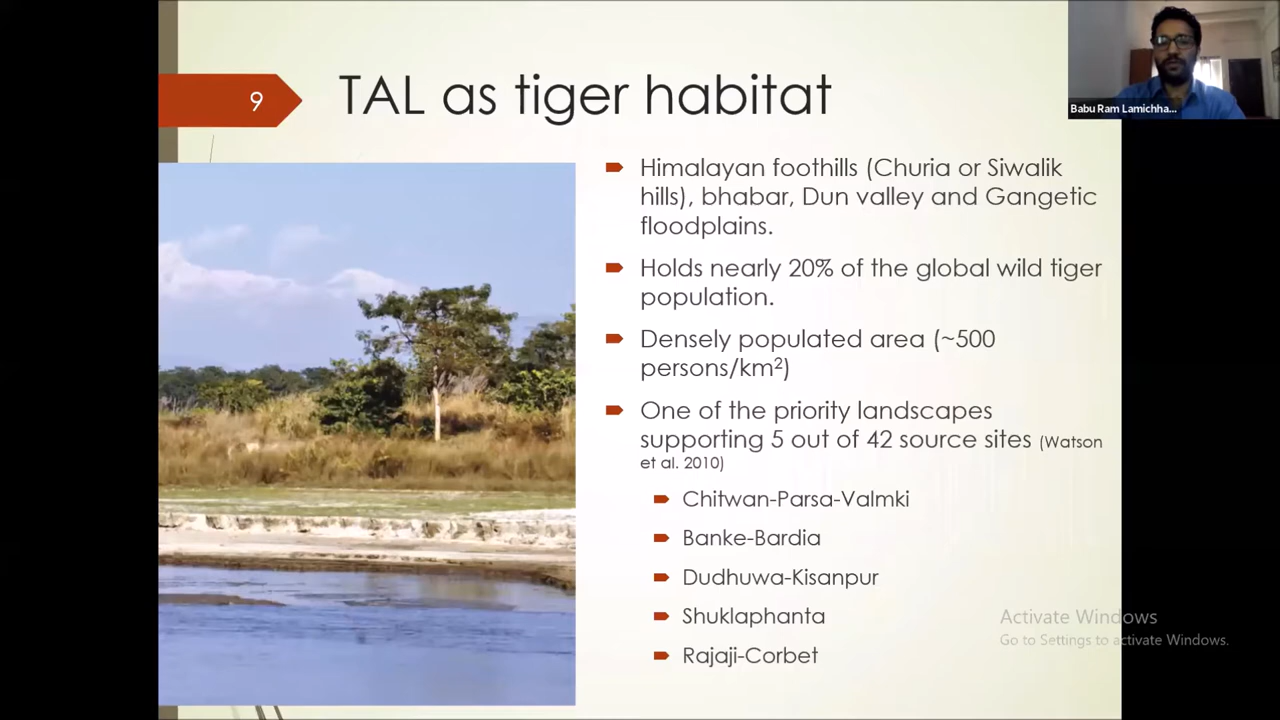 9
TAL as tiger habitat
Babu Ram Lamichha...
Himalayan foothills (Churia or Siwalik
hills), bhabar, Dun valley and Gangetic
floodplains.
Holds nearly 20% of the global wild tiger
population.
Densely populated area (~500
persons/km²)
One of the priority landscapes
supporting 5 out of 42 source sites (Watson
et al. 2010)
Chitwan-Parsa-Valmki
Banke-Bardia
Dudhuwa-Kisanpur
Shuklaphanta
Rajaji-Corbet
Activate Windows
Go to Settings to activate Windows.